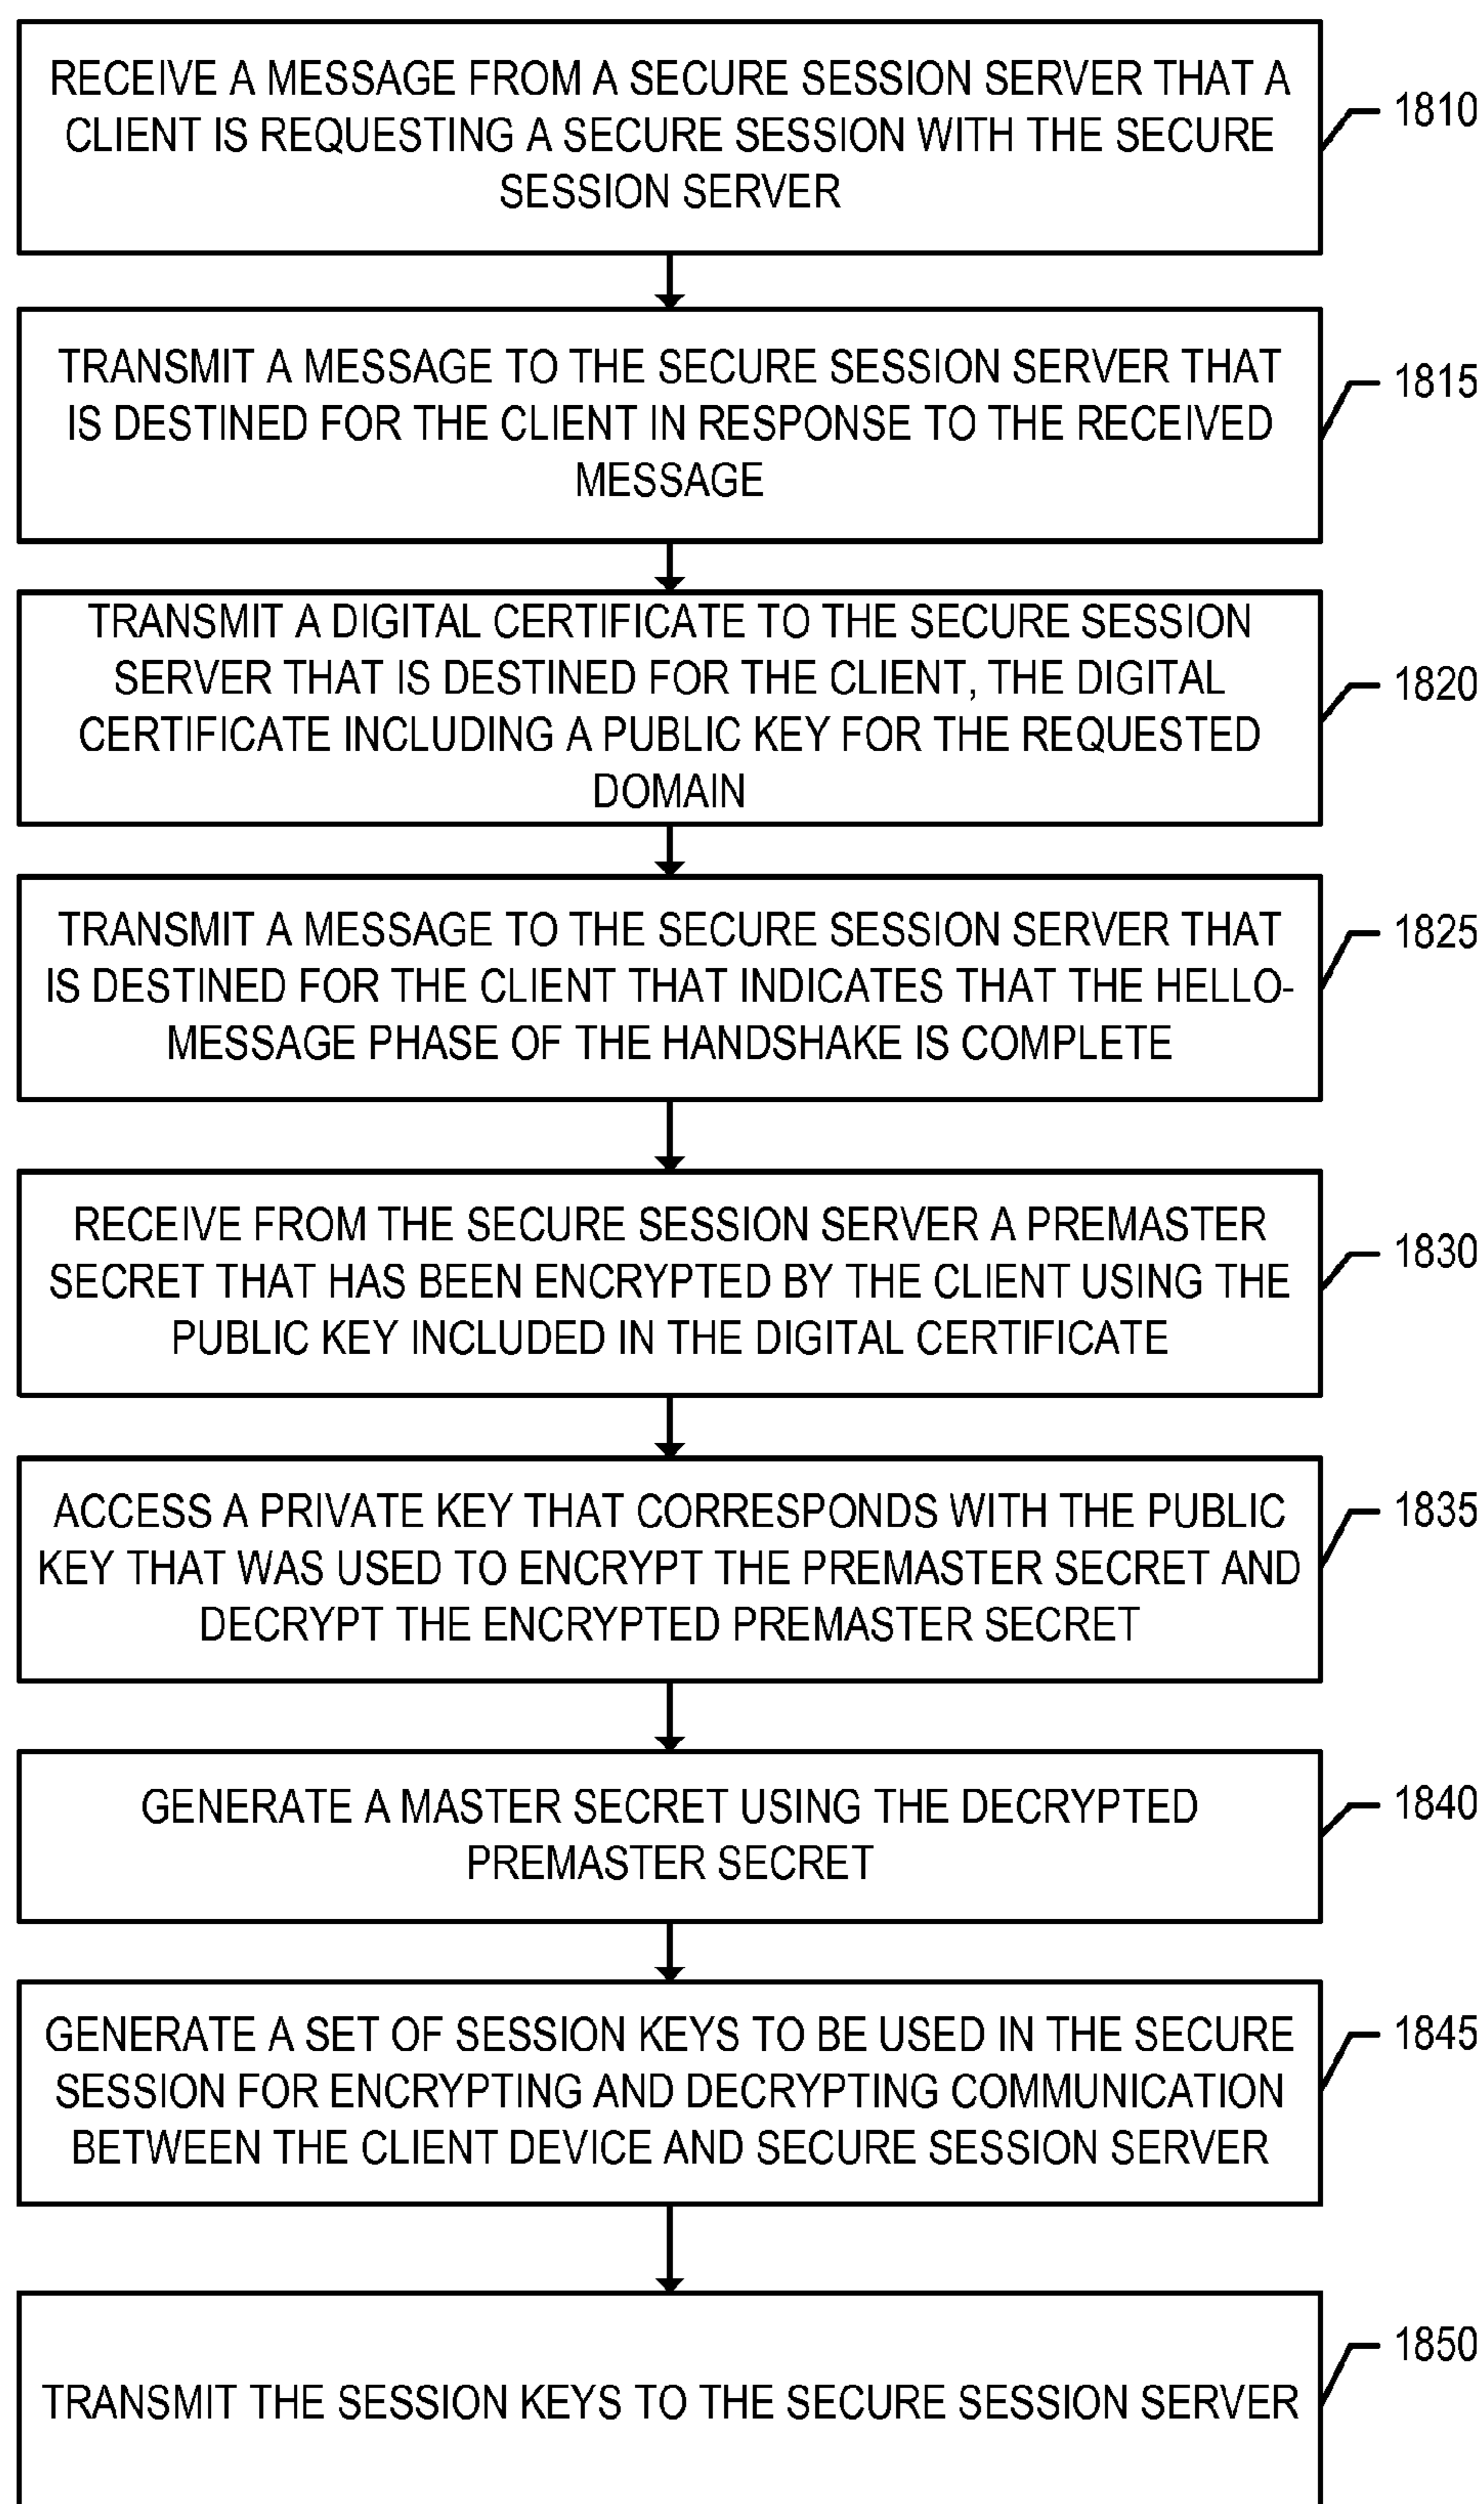 RECEIVE A MESSAGE FROM A SECURE SESSION SERVER THAT A
CLIENT IS REQUESTING A SECURE SESSION WITH THE SECURE
SESSION SERVER
1810
TRANSMIT A MESSAGE TO THE SECURE SESSION SERVER THAT
IS DESTINED FOR THE CLIENT IN RESPONSE TO THE RECEIVED
MESSAGE
1815
TRANSMIT A DIGITAL CERTIFICATE TO THE SECURE SESSION
SERVER THAT IS DESTINED FOR THE CLIENT, THE DIGITAL
CERTIFICATE INCLUDING A PUBLIC KEY FOR THE REQUESTED
DOMAIN
1820
TRANSMIT A MESSAGE TO THE SECURE SESSION SERVER THAT
IS DESTINED FOR THE CLIENT THAT INDICATES THAT THE HELLO-
MESSAGE PHASE OF THE HANDSHAKE IS COMPLETE
1825
RECEIVE FROM THE SECURE SESSION SERVER A PREMASTER
SECRET THAT HAS BEEN ENCRYPTED BY THE CLIENT USING THE
PUBLIC KEY INCLUDED IN THE DIGITAL CERTIFICATE
1830
ACCESS A PRIVATE KEY THAT CORRESPONDS WITH THE PUBLIC
KEY THAT WAS USED TO ENCRYPT THE PREMASTER SECRET AND
DECRYPT THE ENCRYPTED PREMASTER SECRET
1835
GENERATE A MASTER SECRET USING THE DECRYPTED
PREMASTER SECRET
1840
GENERATE A SET OF SESSION KEYS TO BE USED IN THE SECURE
SESSION FOR ENCRYPTING AND DECRYPTING COMMUNICATION
BETWEEN THE CLIENT DEVICE AND SECURE SESSION SERVER
1845
TRANSMIT THE SESSION KEYS TO THE SECURE SESSION SERVER
1850